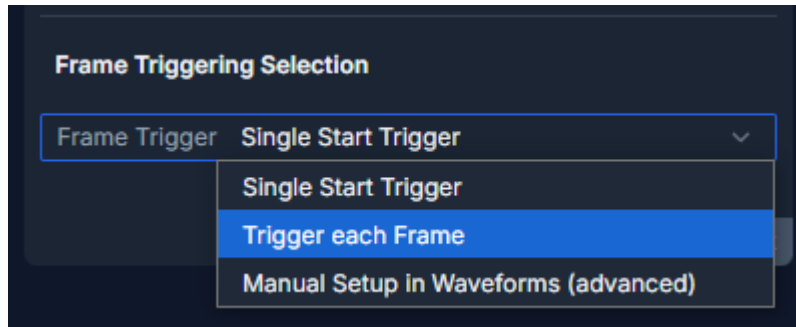 Frame Triggering Selection
Frame Trigger Single Start Trigger
Single Start Trigger
Trigger each Frame
Manual Setup in Waveforms (advanced)